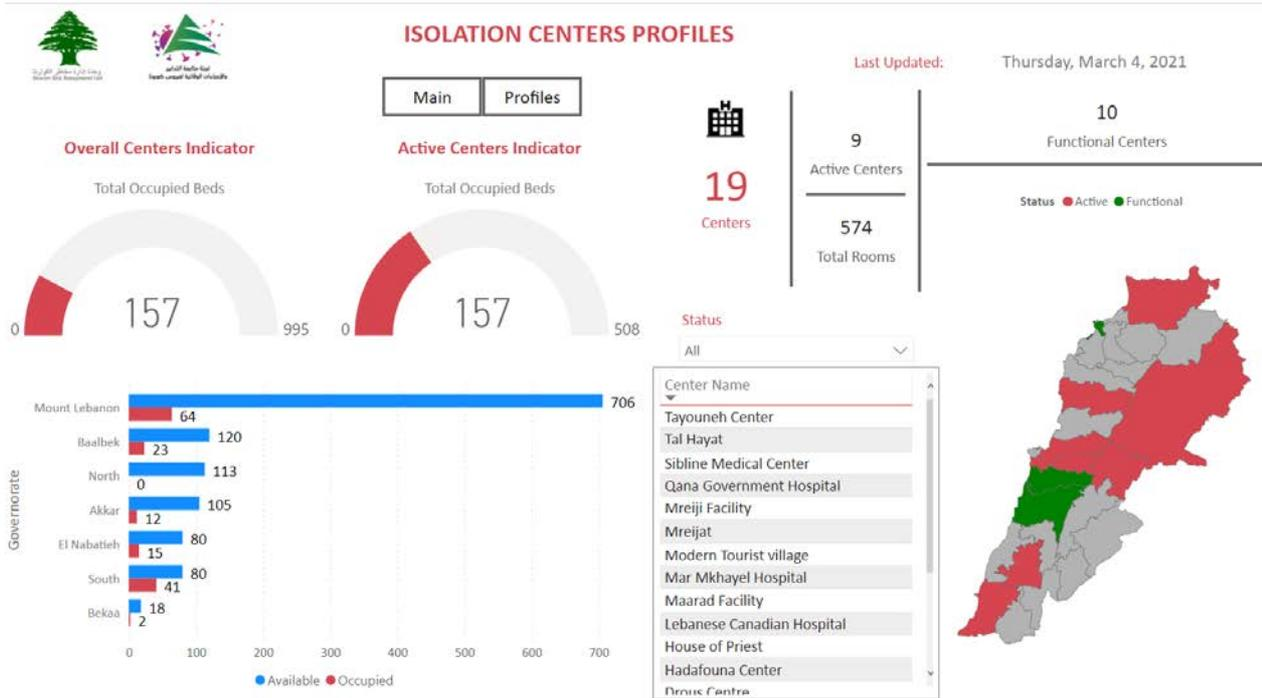 ISOLATION CENTERS PROFILES
Last Updated:
Thursday, March 4, 2021
Main
Profiles
Overall Centers Indicator
Total Occupied Beds
0
157
995
Active Centers Indicator
Total Occupied Beds
0
157
508
19
Centers
9
Active Centers
574
Total Rooms
10
Functional Centers
Status Active Functional
Status
All
Center Name
Tayouneh Center
Tal Hayat
Sibline Medical Center
Qana Government Hospital
Mreiji Facility
Mreijat
Modern Tourist village
Mar Mkhayel Hospital
Maarad Facility
Lebanese Canadian Hospital
House of Priest
Hadafouna Center
Drous Centre
Governorate
Mount Lebanon
706
64
Baalbek
120
23
North
113
0
Akkar
105
12
El Nabatieh
80
15
South
80
41
Bekaa
18
2
0 100 200 300 400 500 600 700
Available Occupied